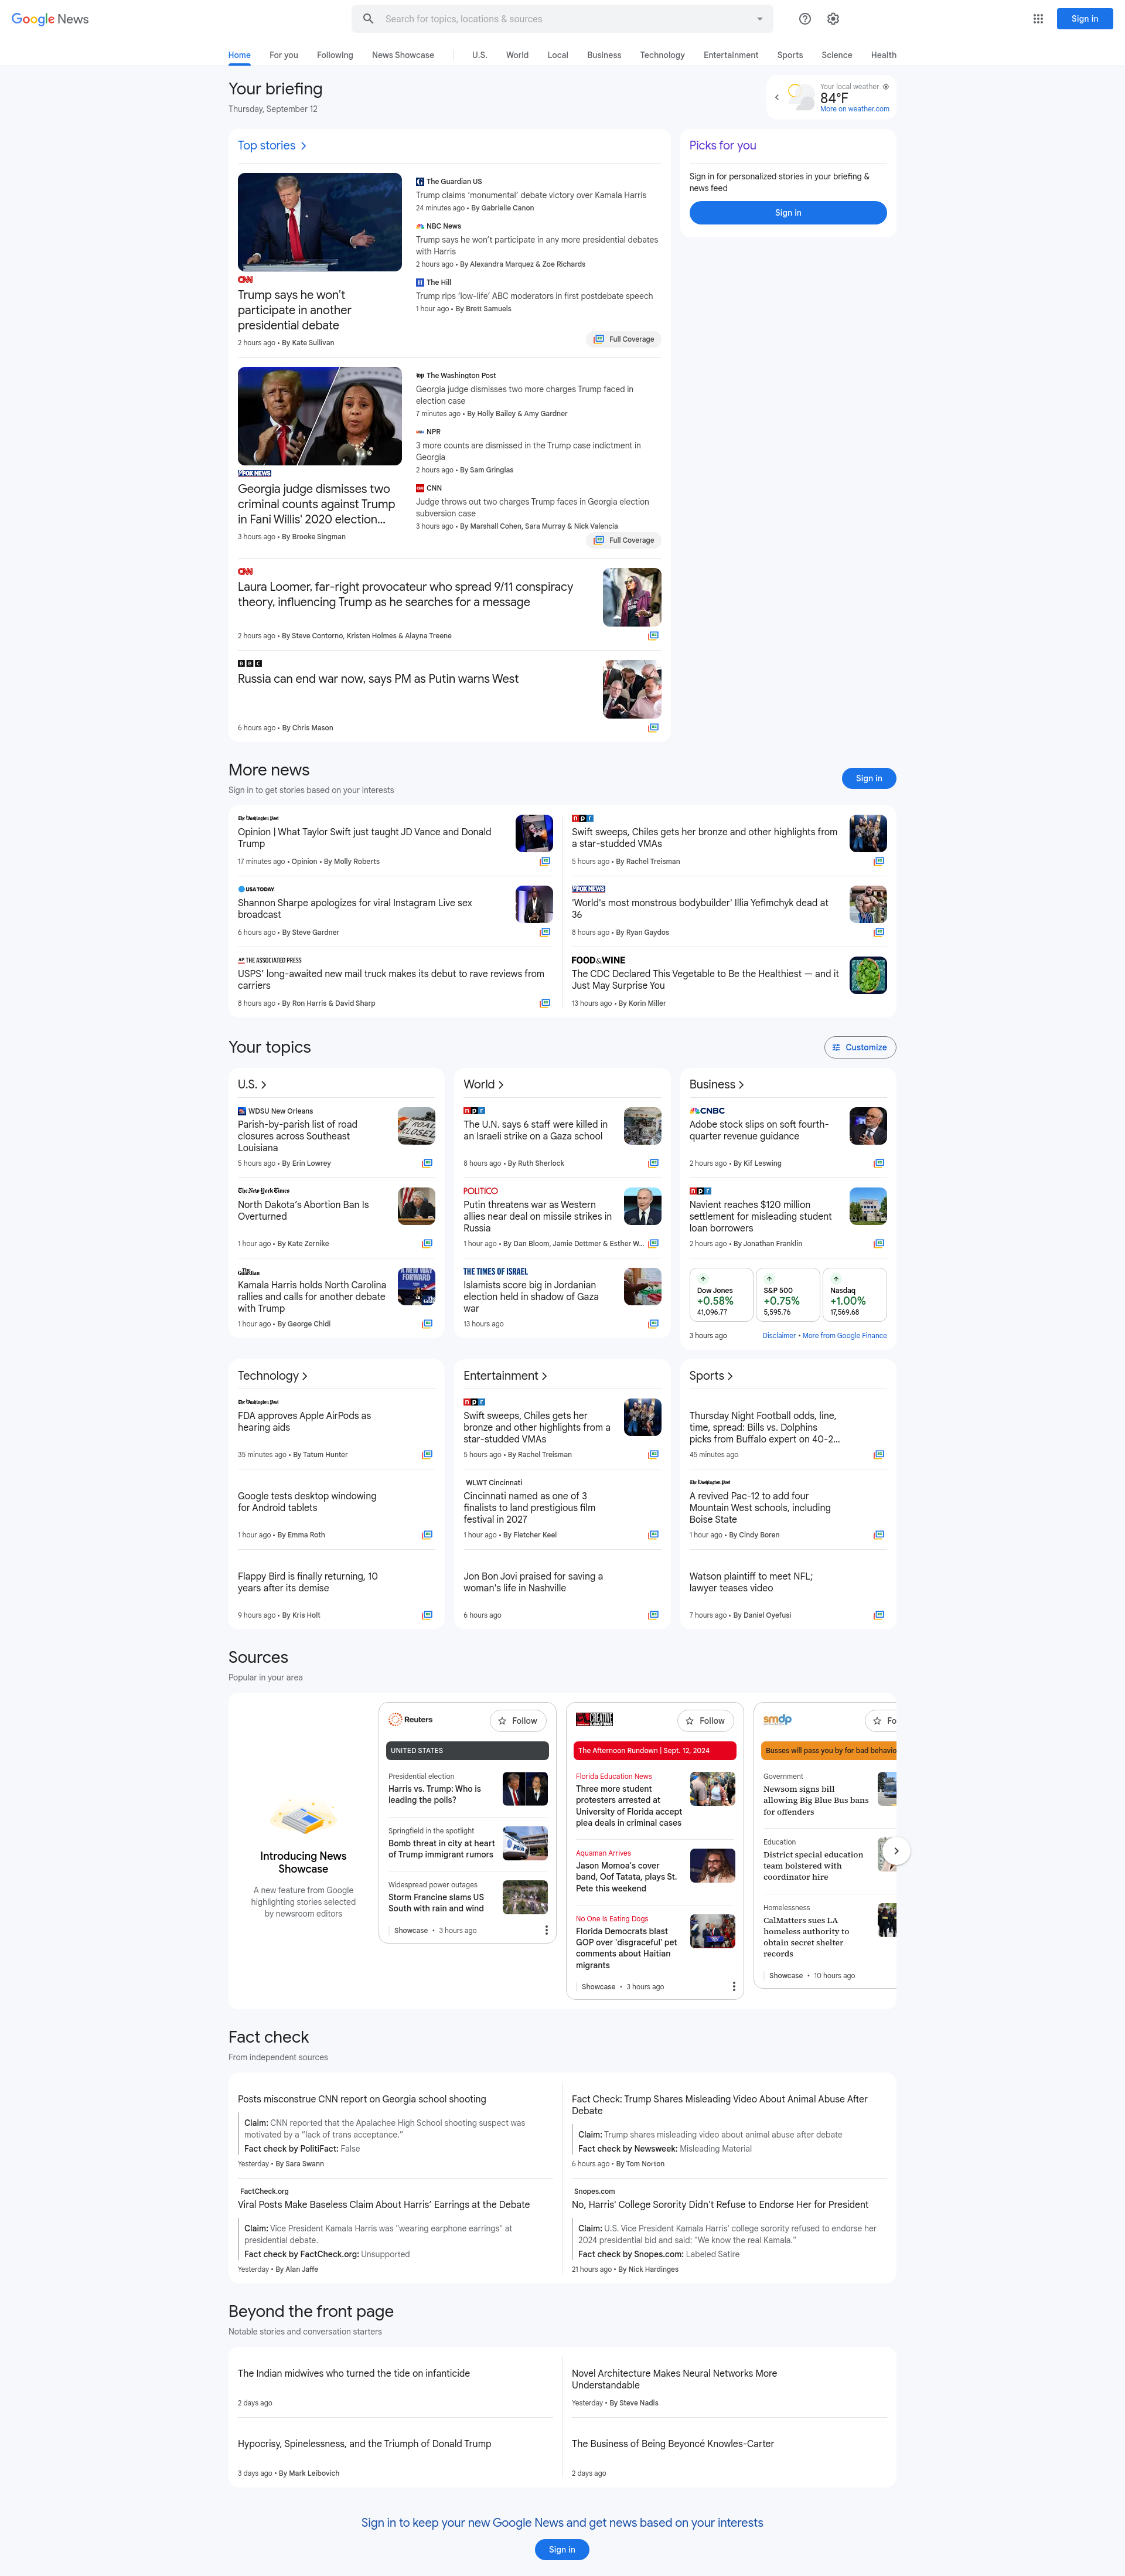 Google News
Search for topics, locations & sources
Sign in
Home
For you
Following
News Showcase
U.S.
World
Local
Business
Technology
Entertainment
Sports
Science
Health
Your briefing
Thursday, September 12
Your local weather
84°F
More on weather.com
Top stories
CNN
Trump says he won’t
participate in another
presidential debate
2 hours ago • By Kate Sullivan
The Guardian US
Trump claims ‘monumental’ debate victory over Kamala Harris
24 minutes ago • By Gabrielle Canon
NBC News
Trump says he won’t participate in any more presidential debates
with Harris
2 hours ago • By Alexandra Marquez & Zoe Richards
The Hill
Trump rips ‘low-life’ ABC moderators in first postdebate speech
1 hour ago • By Brett Samuels
Full Coverage
FOX NEWS
Georgia judge dismisses two
criminal counts against Trump
in Fani Willis' 2020 election...
3 hours ago • By Brooke Singman
The Washington Post
Georgia judge dismisses two more charges Trump faced in
election case
7 minutes ago • By Holly Bailey & Amy Gardner
NPR
3 more counts are dismissed in the Trump case indictment in
Georgia
2 hours ago • By Sam Gringlas
CNN
Judge throws out two charges Trump faces in Georgia election
subversion case
3 hours ago • By Marshall Cohen, Sara Murray & Nick Valencia
Full Coverage
CNN
Laura Loomer, far-right provocateur who spread 9/11 conspiracy
theory, influencing Trump as he searches for a message
2 hours ago • By Steve Contorno, Kristen Holmes & Alayna Treene
BBC
Russia can end war now, says PM as Putin warns West
6 hours ago • By Chris Mason
Picks for you
Sign in for personalized stories in your briefing &
news feed
Sign in
More news
Sign in to get stories based on your interests
Sign in
The Washington Post
Opinion | What Taylor Swift just taught JD Vance and Donald
Trump
17 minutes ago • Opinion • By Molly Roberts
USA TODAY
Shannon Sharpe apologizes for viral Instagram Live sex
broadcast
6 hours ago • By Steve Gardner
AP THE ASSOCIATED PRESS
USPS’ long-awaited new mail truck makes its debut to rave reviews from
carriers
8 hours ago • By Ron Harris & David Sharp
npr
Swift sweeps, Chiles gets her bronze and other highlights from
a star-studded VMAs
5 hours ago • By Rachel Treisman
FOX NEWS
'World's most monstrous bodybuilder' Illia Yefimchyk dead at
36
8 hours ago • By Ryan Gaydos
FOOD&WINE
The CDC Declared This Vegetable to Be the Healthiest — and it
Just May Surprise You
13 hours ago • By Korin Miller
Your topics
Customize
U.S.
WDSU New Orleans
Parish-by-parish list of road
closures across Southeast
Louisiana
5 hours ago • By Erin Lowrey
The New York Times
North Dakota’s Abortion Ban Is
Overturned
1 hour ago • By Kate Zernike
The Guardian
Kamala Harris holds North Carolina
rallies and calls for another debate
with Trump
1 hour ago • By George Chidi
World
npr
The U.N. says 6 staff were killed in
an Israeli strike on a Gaza school
8 hours ago • By Ruth Sherlock
POLITICO
Putin threatens war as Western
allies near deal on missile strikes in
Russia
1 hour ago • By Dan Bloom, Jamie Dettmer & Esther W...
THE TIMES OF ISRAEL
Islamists score big in Jordanian
election held in shadow of Gaza
war
13 hours ago
Business
CNBC
Adobe stock slips on soft fourth-
quarter revenue guidance
2 hours ago • By Kif Leswing
npr
Navient reaches $120 million
settlement for misleading student
loan borrowers
2 hours ago • By Jonathan Franklin
Dow Jones
+0.58%
41,096.77
S&P 500
+0.75%
5,595.76
Nasdaq
+1.00%
17,569.68
3 hours ago
Disclaimer • More from Google Finance
Technology
The Washington Post
FDA approves Apple AirPods as
hearing aids
35 minutes ago • By Tatum Hunter
Google tests desktop windowing
for Android tablets
1 hour ago • By Emma Roth
Flappy Bird is finally returning, 10
years after its demise
9 hours ago • By Kris Holt
Entertainment
npr
Swift sweeps, Chiles gets her
bronze and other highlights from a
star-studded VMAs
5 hours ago • By Rachel Treisman
WLWT Cincinnati
Cincinnati named as one of 3
finalists to land prestigious film
festival in 2027
1 hour ago • By Fletcher Keel
Jon Bon Jovi praised for saving a
woman's life in Nashville
6 hours ago
Sports
Thursday Night Football odds, line,
time, spread: Bills vs. Dolphins
picks from Buffalo expert on 40-2...
45 minutes ago
The Washington Post
A revived Pac-12 to add four
Mountain West schools, including
Boise State
1 hour ago • By Cindy Boren
Watson plaintiff to meet NFL;
lawyer teases video
7 hours ago • By Daniel Oyefusi
Sources
Popular in your area
Introducing News
Showcase
A new feature from Google
highlighting stories selected
by newsroom editors
Reuters
Follow
UNITED STATES
Presidential election
Harris vs. Trump: Who is
leading the polls?
Springfield in the spotlight
Bomb threat in city at heart
of Trump immigrant rumors
Widespread power outages
Storm Francine slams US
South with rain and wind
Showcase • 3 hours ago
CREATIVE LOAFING
Follow
The Afternoon Rundown | Sept. 12, 2024
Florida Education News
Three more student
protesters arrested at
University of Florida accept
plea deals in criminal cases
Aquaman Arrives
Jason Momoa's cover
band, Oof Tatata, plays St.
Pete this weekend
No One Is Eating Dogs
Florida Democrats blast
GOP over 'disgraceful' pet
comments about Haitian
migrants
Showcase • 3 hours ago
smdp
Fo
Busses will pass you by for bad behavio
Government
Newsom signs bill
allowing Big Blue Bus bans
for offenders
Education
District special education
team bolstered with
coordinator hire
Homelessness
CalMatters sues LA
homeless authority to
obtain secret shelter
records
Showcase • 10 hours ago
Fact check
From independent sources
Posts misconstrue CNN report on Georgia school shooting
Claim: CNN reported that the Apalachee High School shooting suspect was
motivated by a “lack of trans acceptance.”
Fact check by PolitiFact: False
Yesterday • By Sara Swann
FactCheck.org
Viral Posts Make Baseless Claim About Harris’ Earrings at the Debate
Claim: Vice President Kamala Harris was "wearing earphone earrings" at
presidential debate.
Fact check by FactCheck.org: Unsupported
Yesterday • By Alan Jaffe
Fact Check: Trump Shares Misleading Video About Animal Abuse After
Debate
Claim: Trump shares misleading video about animal abuse after debate
Fact check by Newsweek: Misleading Material
6 hours ago • By Tom Norton
Snopes.com
No, Harris' College Sorority Didn't Refuse to Endorse Her for President
Claim: U.S. Vice President Kamala Harris' college sorority refused to endorse her
2024 presidential bid and said: "We know the real Kamala."
Fact check by Snopes.com: Labeled Satire
21 hours ago • By Nick Hardinges
Beyond the front page
Notable stories and conversation starters
The Indian midwives who turned the tide on infanticide
2 days ago
Hypocrisy, Spinelessness, and the Triumph of Donald Trump
3 days ago • By Mark Leibovich
Novel Architecture Makes Neural Networks More
Understandable
Yesterday • By Steve Nadis
The Business of Being Beyoncé Knowles-Carter
2 days ago
Sign in to keep your new Google News and get news based on your interests
Sign in